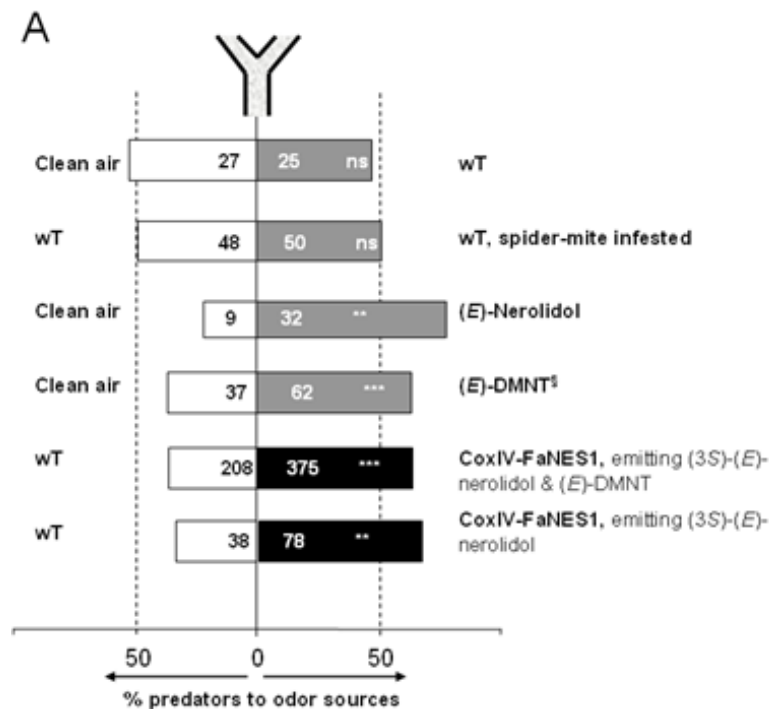 A
Clean air 27 25 ns wT
wT 48 50 ns wT, spider-mite infested
Clean air 9 32 ** (E)-Nerolidol
Clean air 37 62 *** (E)-DMNT§
wT 208 375 *** CoxIV-FaNES1, emitting (3S)-(E)-
nerolidol & (E)-DMNT
wT 38 78 ** CoxIV-FaNES1, emitting (3S)-(E)-
nerolidol
50 0 50
% predators to odor sources